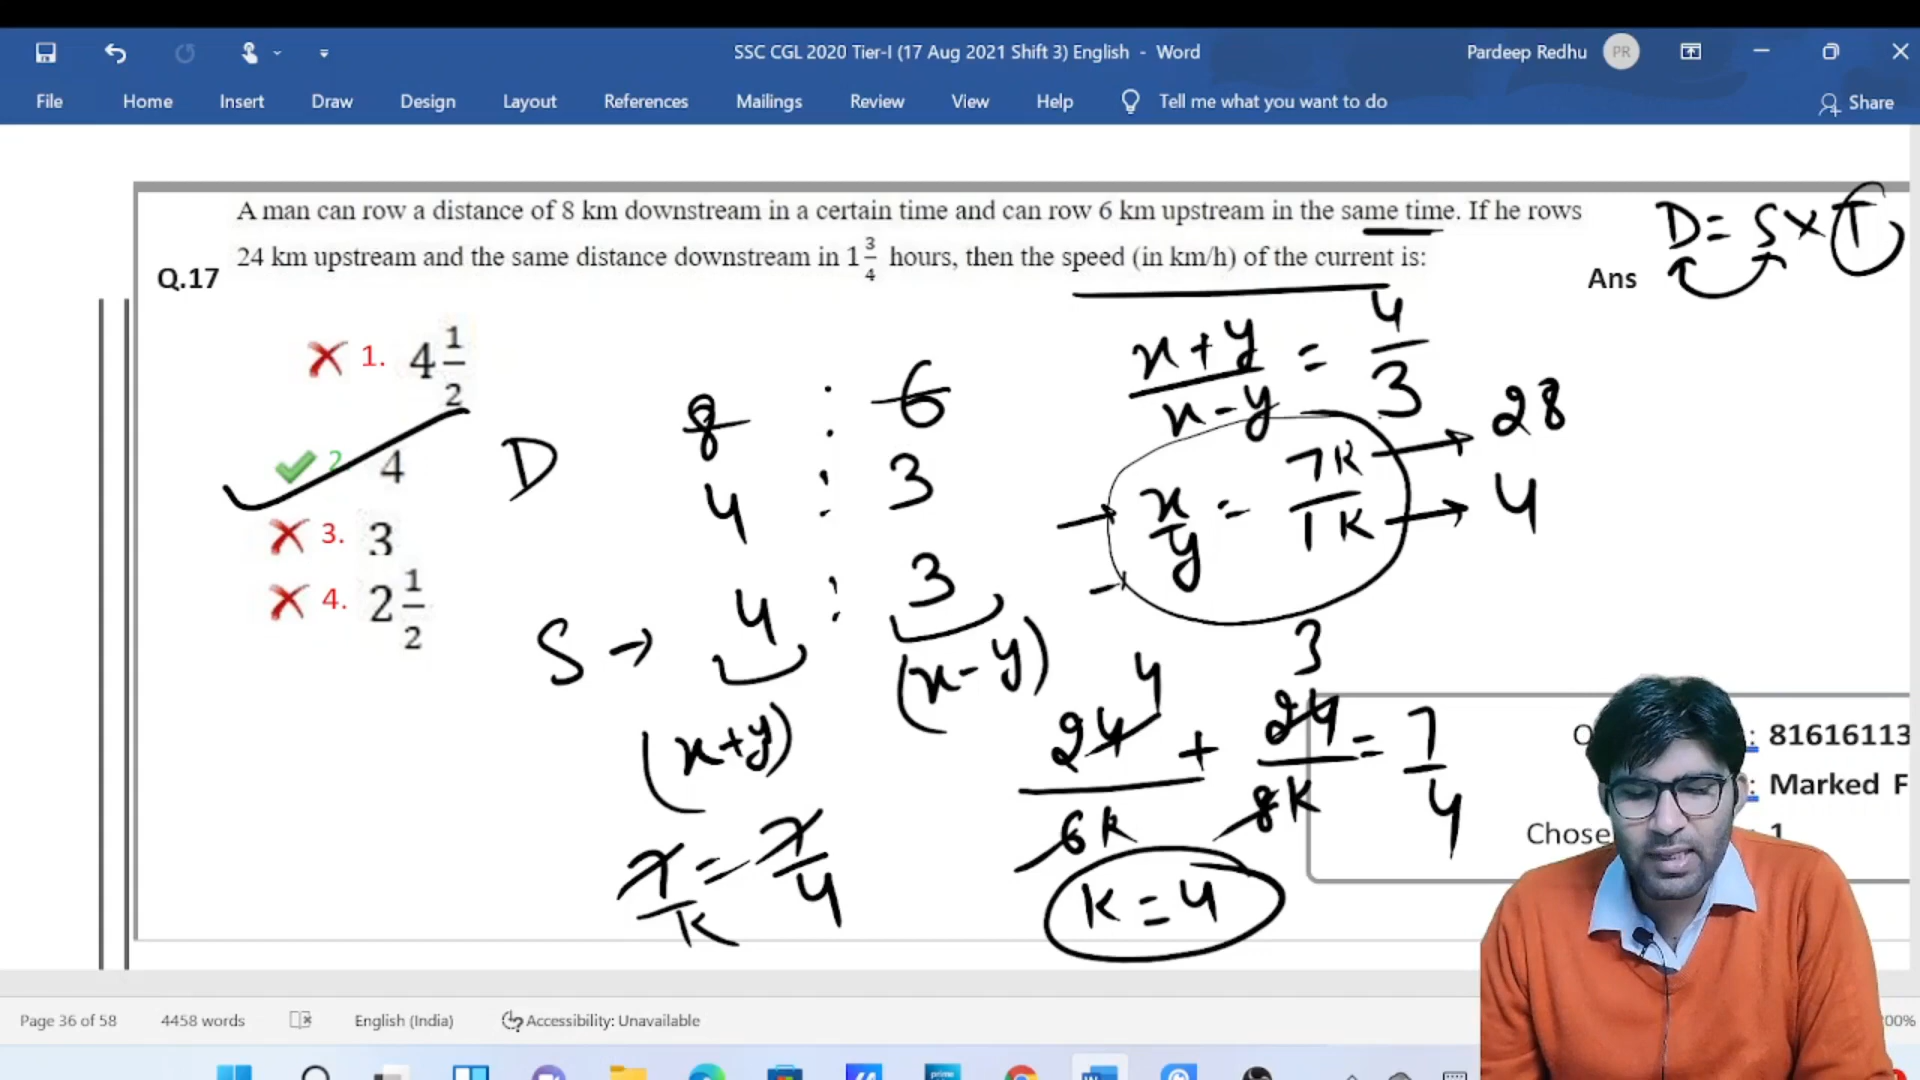 SSC CGL 2020 Tier-I (17 Aug 2021 Shift 3) English - Word
Pardeep Redhu PR
File Home Insert Draw Design Layout References Mailings Review View Help Tell me what you want to do Share
A man can row a distance of 8 km downstream in a certain time and can row 6 km upstream in the same time. If he rows
Q.17 24 km upstream and the same distance downstream in 1 3/4 hours, then the speed (in km/h) of the current is:
Ans
D = S × T
1. 4 1/2
2. 4
3. 3
4. 2 1/2
D 8 : 6
4 : 3
S → 4 : 3
(x+y) (x-y)
(x+y)/(x-y) = 4/3
x/y = 7K/1K → 28
→ 4
24/6K + 24/8K = 7/4
4 3
7/K = 7/4
K = 4
: 81616113
: Marked F
Chose
1
Page 36 of 58 4458 words English (India) Accessibility: Unavailable
prime